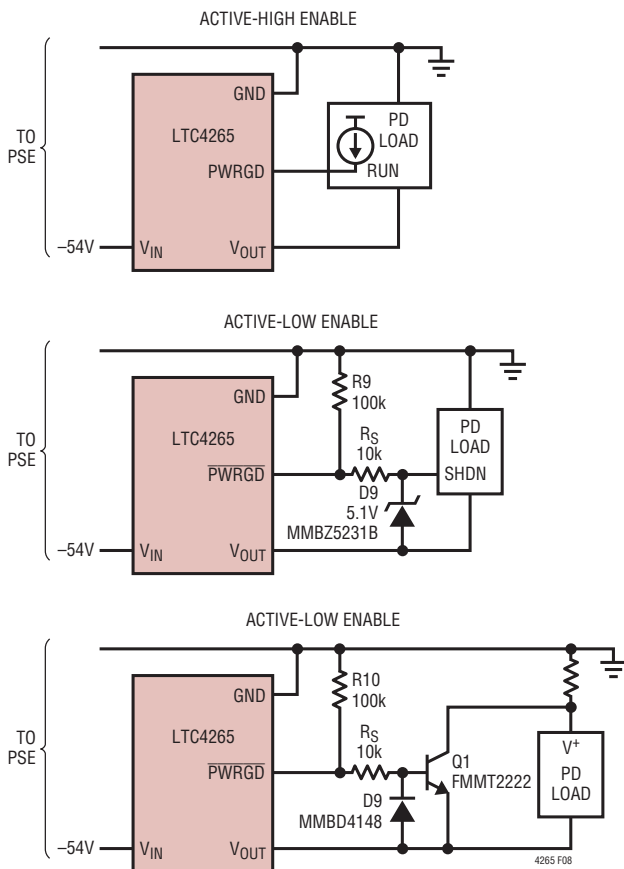 ACTIVE-HIGH ENABLE
GND
TO
PSE
LTC4265
PD
LOAD
PWRGD
RUN
–54V
VIN
VOUT
ACTIVE-LOW ENABLE
R9
100k
GND
TO
PSE
LTC4265
RS
10k
PD
LOAD
PWRGD
SHDN
D9
5.1V
MMBZ5231B
–54V
VIN
VOUT
ACTIVE-LOW ENABLE
R10
100k
GND
TO
PSE
LTC4265
RS
10k
V+
PD
LOAD
PWRGD
Q1
FMMT2222
D9
MMBD4148
–54V
VIN
VOUT
4265 F08